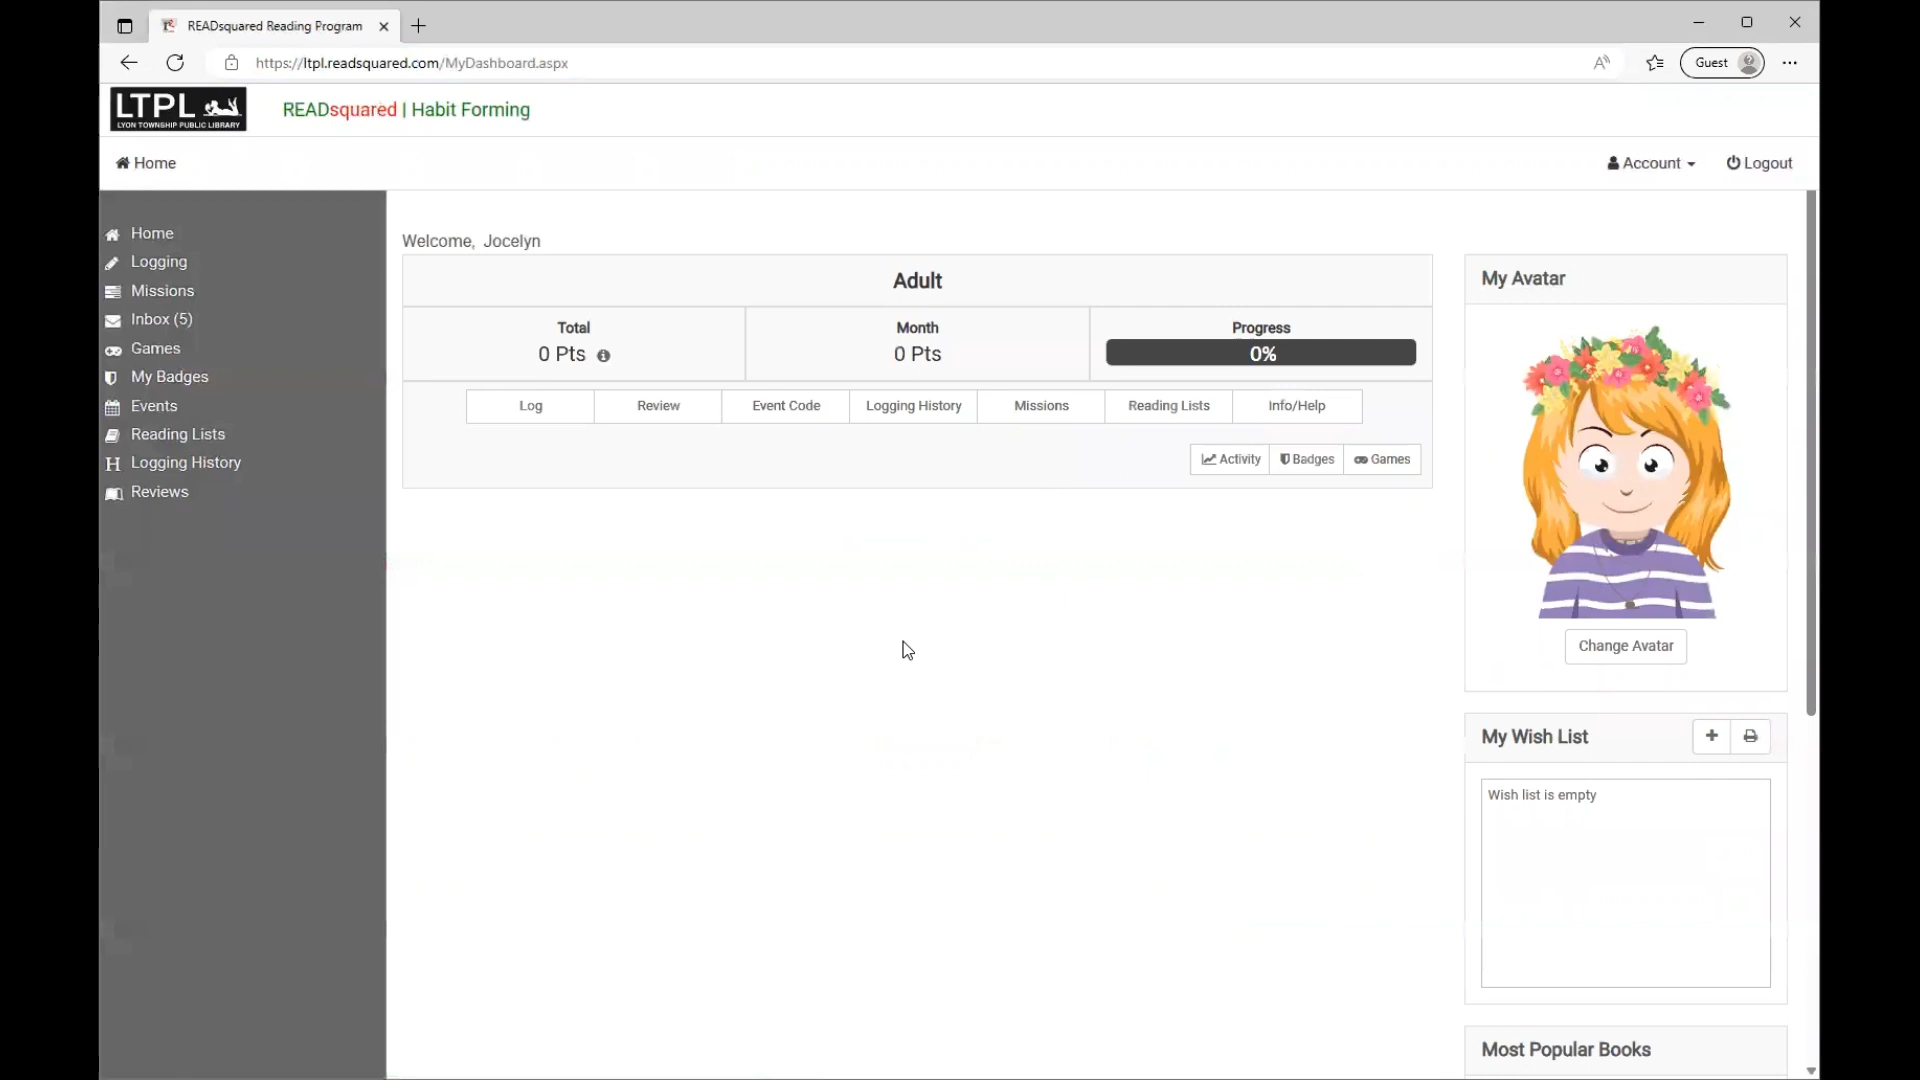 READsquared Reading Program
https://ltpl.readsquared.com/MyDashboard.aspx
Guest
LTPL
LYON TOWNSHIP PUBLIC LIBRARY
READsquared | Habit Forming
Home
Account
Logout
Home
Logging
Missions
Inbox (5)
Games
My Badges
Events
Reading Lists
Logging History
Reviews
Welcome, Jocelyn
Adult
Total
0 Pts
Month
0 Pts
Progress
0%
Log
Review
Event Code
Logging History
Missions
Reading Lists
Info/Help
Activity
Badges
Games
My Avatar
Change Avatar
My Wish List
Wish list is empty
Most Popular Books